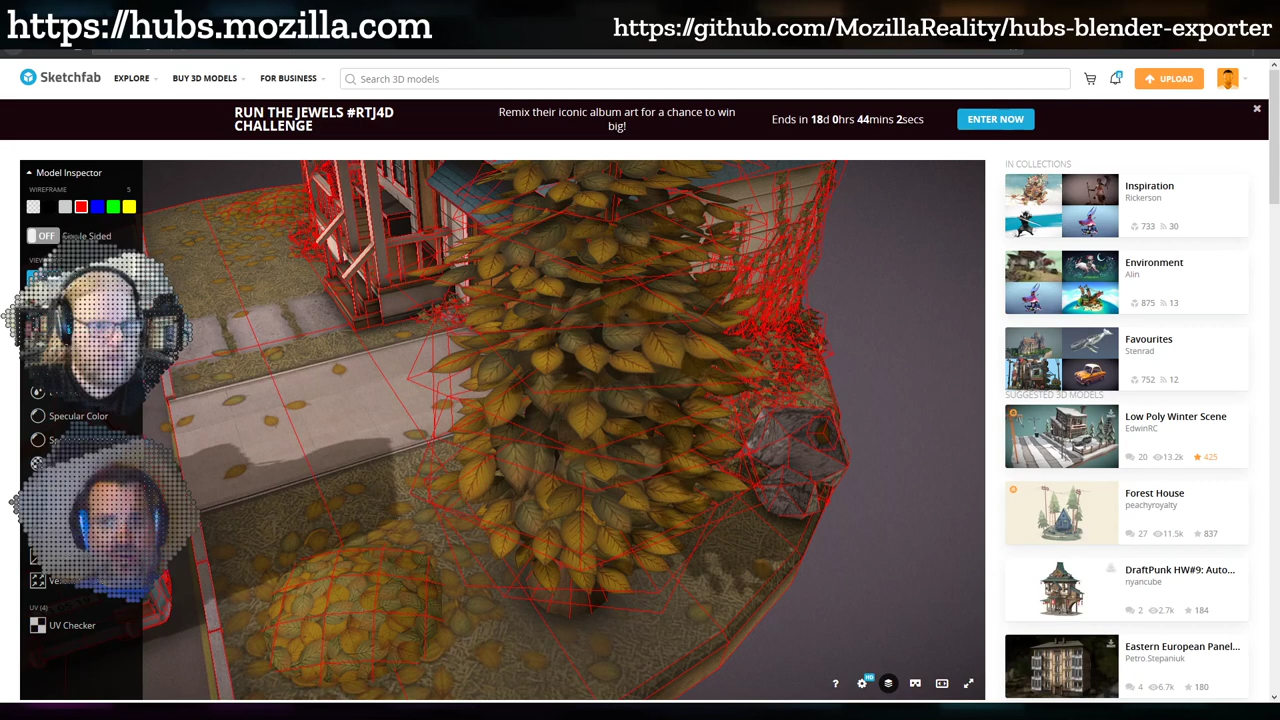 https://hubs.mozilla.com
https://github.com/MozillaReality/hubs-blender-exporter
Sketchfab
EXPLORE
BUY 3D MODELS
FOR BUSINESS
Search 3D models
UPLOAD
RUN THE JEWELS #RTJ4D
CHALLENGE
Remix their iconic album art for a chance to win
big!
Ends in 18d 0hrs 44mins 2secs
ENTER NOW
Model Inspector
WIREFRAME 5
OFF
Sided
Specular Color
UV (4)
UV Checker
HD
IN COLLECTIONS
Inspiration
Rickerson
733 30
Environment
Alin
875 13
Favourites
Stenrad
752 12
SUGGESTED 3D MODELS
Low Poly Winter Scene
EdwinRC
20 13.2k 425
Forest House
peachyroyalty
27 11.5k 837
DraftPunk HW#9: Auto...
nyancube
2 2.7k 184
Eastern European Panel...
Petro.Stepaniuk
4 6.7k 180